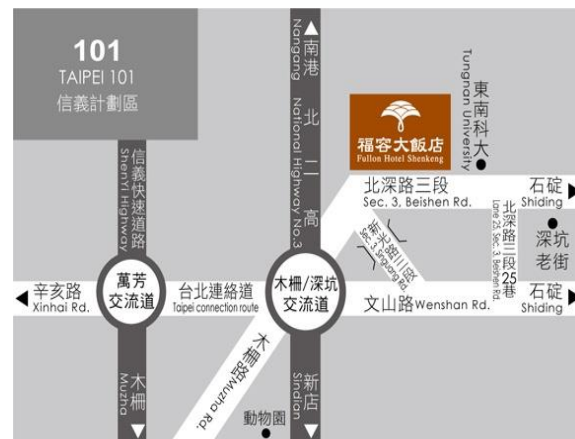 101
TAIPEI 101
信義計劃區
信義快速道路
ShenYi Highway
南港
Nangang
北二高
National Highway No.3
福容大飯店
Fullon Hotel Shenkeng
東南科大
Tungnan University
北深路三段
Sec. 3, Beishen Rd.
石碇
Shiding
新光路三段
Sec. 3, Singuang Rd.
北深路三段25巷
Lane 25, Sec. 3, Beishen Rd.
深坑
老街
辛亥路
Xinhai Rd.
萬芳
交流道
台北連絡道
Taipei connection route
木柵/深坑
交流道
文山路 Wenshan Rd.
石碇
Shiding
木柵
Muzha
木柵路 Muzha Rd.
新店
Sindian
動物園